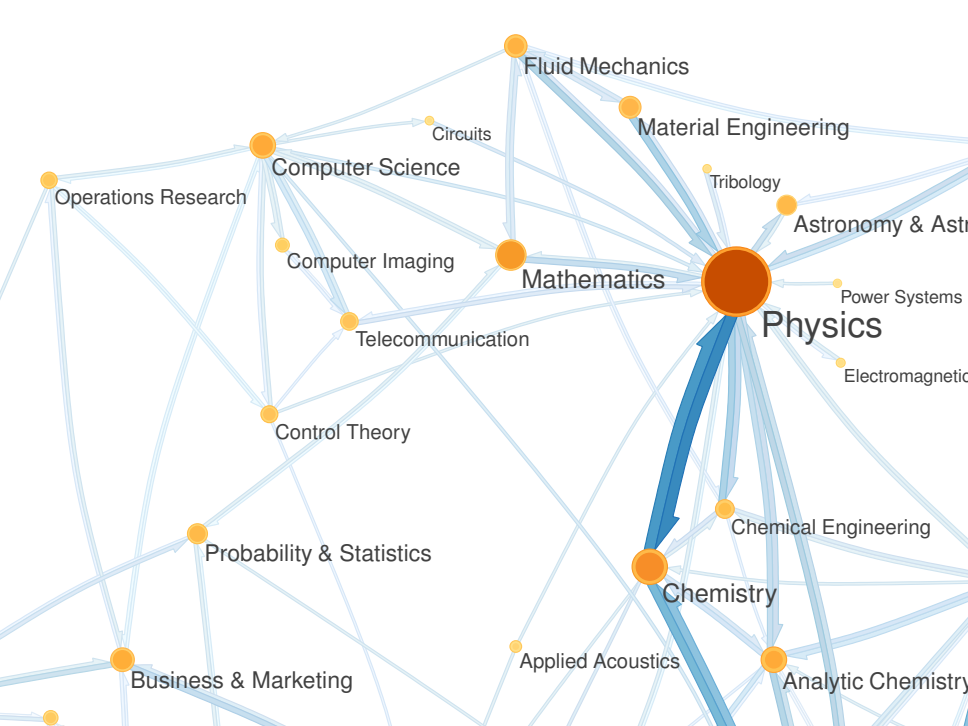 Fluid Mechanics
Material Engineering
Circuits
Computer Science
Tribology
Operations Research
Astronomy & Astr
Computer Imaging
Mathematics
Power Systems
Physics
Telecommunication
Electromagnetic
Control Theory
Chemical Engineering
Probability & Statistics
Chemistry
Applied Acoustics
Business & Marketing
Analytic Chemistry